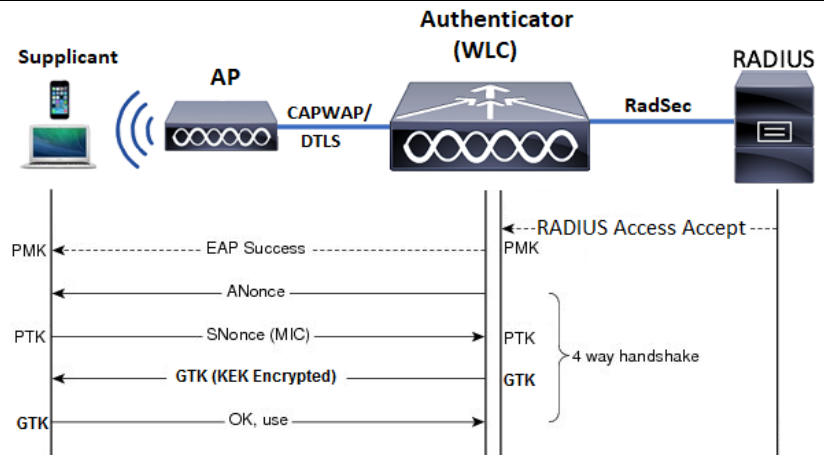 Authenticator
(WLC)
Supplicant
AP
RADIUS
CAPWAP/
DTLS
RadSec
RADIUS Access Accept
PMK
EAP Success
PMK
ANonce
PTK
SNonce (MIC)
PTK
4 way handshake
GTK (KEK Encrypted)
GTK
GTK
OK, use